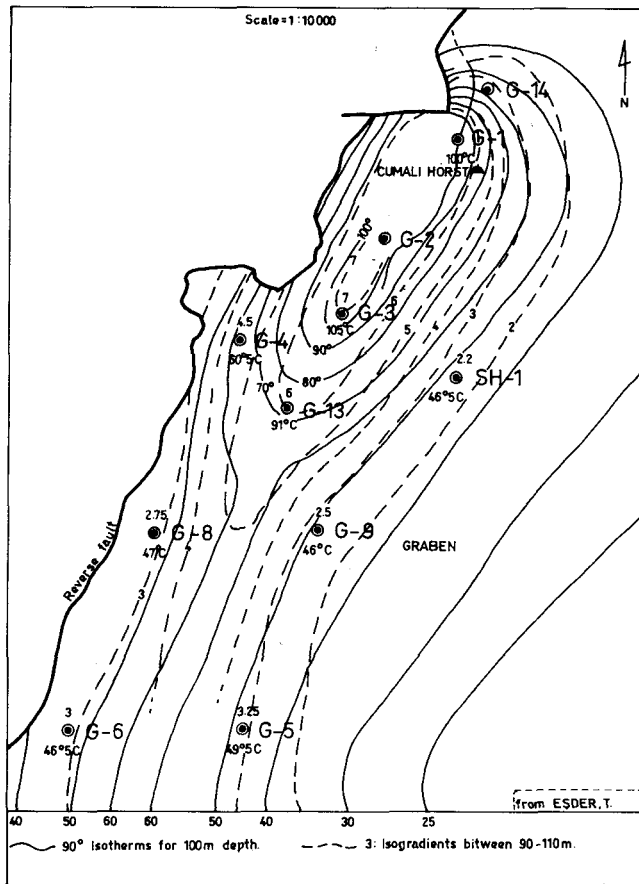 Scale=1:10000
G-14
N
G-1
100°C
CUMALI HORST
100°
G-2
7
6
G-3
105°C
5
4
3
2
4.5
G-4
60°5C
90°
80°
70°
2.2
SH-1
46°5C
6
G-13
91°C
2.75
G-8
47°C
2.5
G-9
46°C
GRABEN
Reverse fault
3
3
G-6
46°5C
3.25
G-5
49°5C
from ESDER, T.
40 50 60 60 50 40 30 25
90° Isotherms for 100m depth.
3: Isogradients bitween 90-110m.